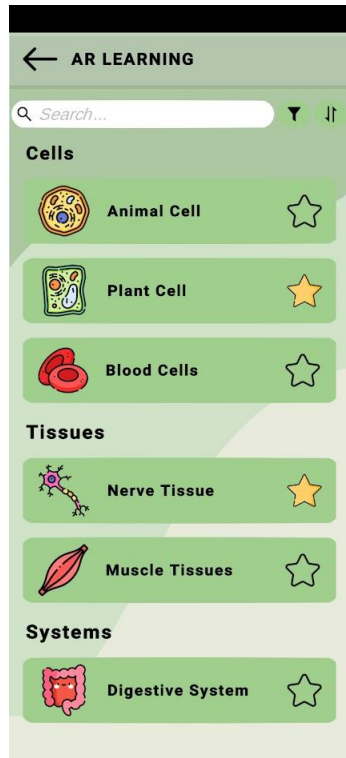 AR LEARNING
Search...
Cells
Animal Cell
Plant Cell
Blood Cells
Tissues
Nerve Tissue
Muscle Tissues
Systems
Digestive System